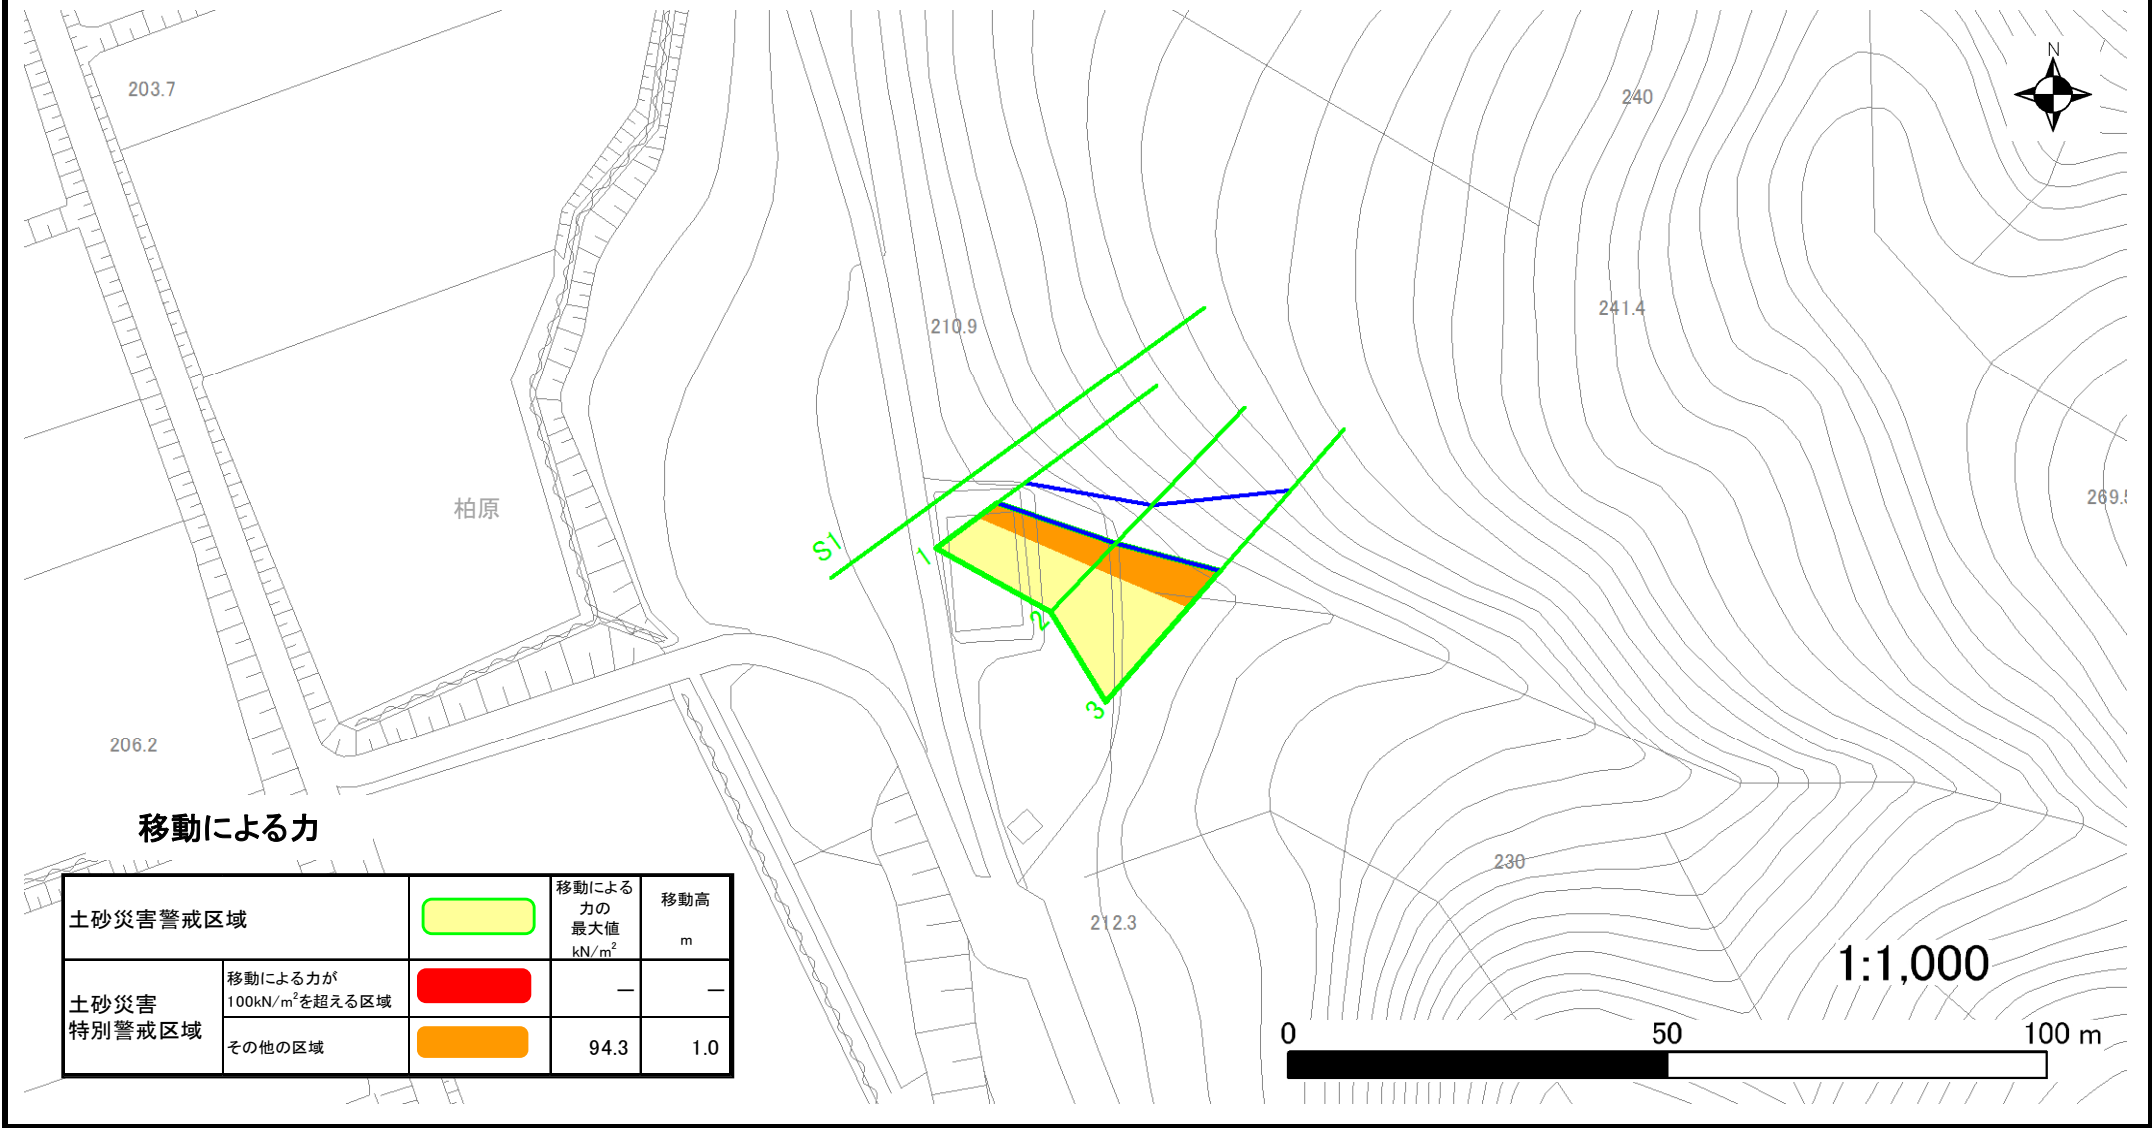 203.7
240
N
241.4
210.9
269.
柏原
S1
1
2
3
206.2
230
212.3
移動による力
土砂災害警戒区域
移動による
力の
最大値
kN/m²
移動高
m
土砂災害
特別警戒区域
移動による力が
100kN/m²を超える区域
—
—
その他の区域
94.3
1.0
1:1,000
0
50
100 m